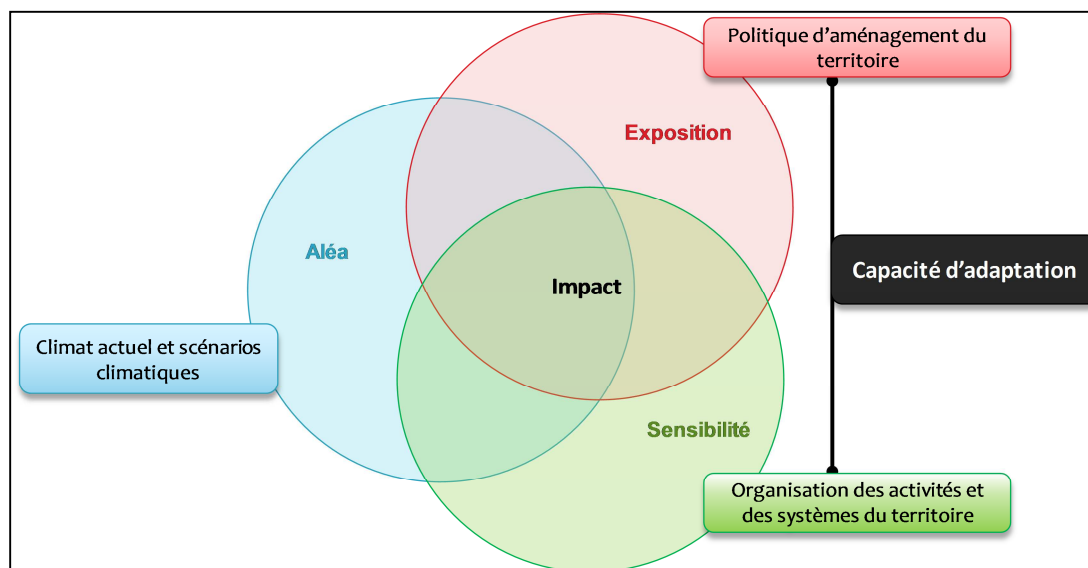 Politique d’aménagement du
territoire
Exposition
Aléa
Capacité d’adaptation
Impact
Climat actuel et scénarios
climatiques
Sensibilité
Organisation des activités et
des systèmes du territoire